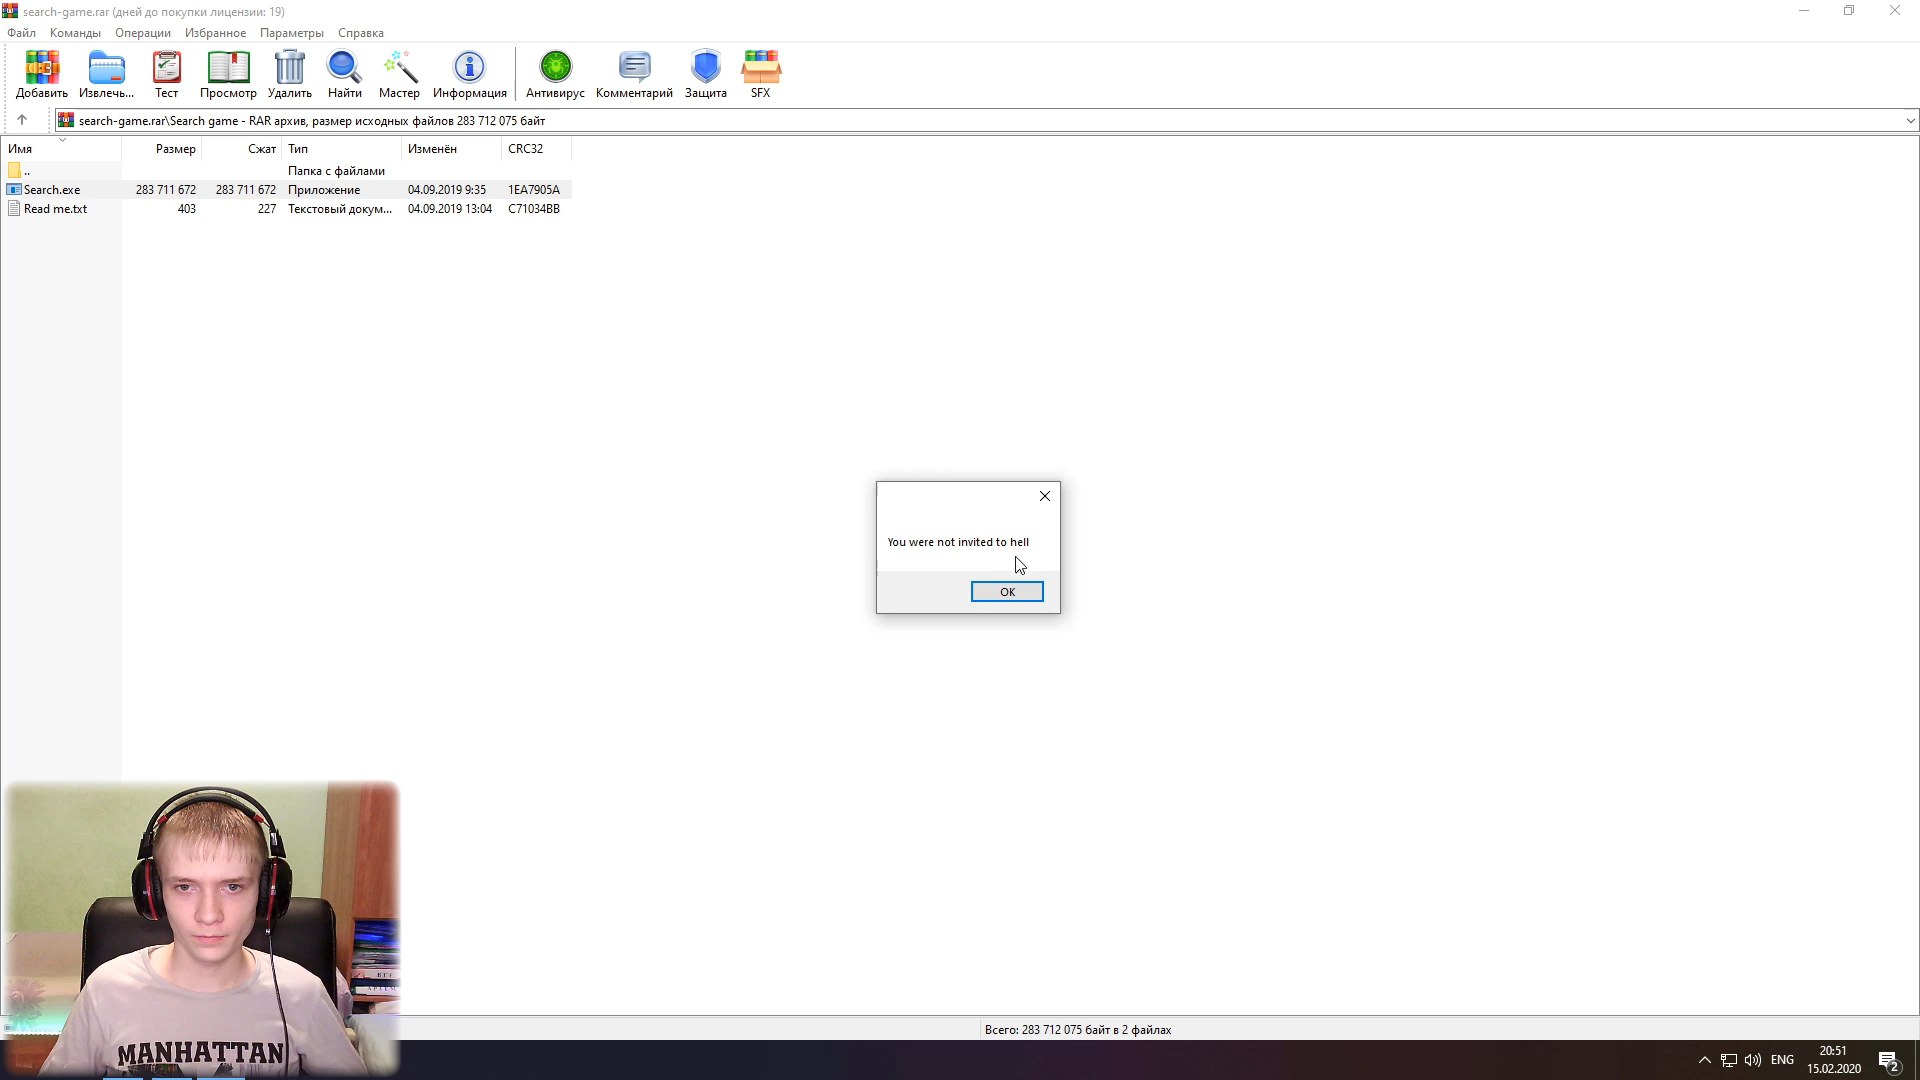 search-game.rar (дней до покупки лицензии: 19)
Файл Команды Операции Избранное Параметры Справка
Добавить Извлечь... Тест Просмотр Удалить Найти Мастер Информация Антивирус Комментарий Защита SFX
search-game.rar\Search game - RAR архив, размер исходных файлов 283 712 075 байт
Имя Размер Сжат Тип Изменён CRC32
.. Папка с файлами
Search.exe 283 711 672 283 711 672 Приложение 04.09.2019 9:35 1EA7905A
Read me.txt 403 227 Текстовый докум... 04.09.2019 13:04 C71034BB
You were not invited to hell
OK
MANHATTAN
Всего: 283 712 075 байт в 2 файлах
ENG
20:51
15.02.2020
2